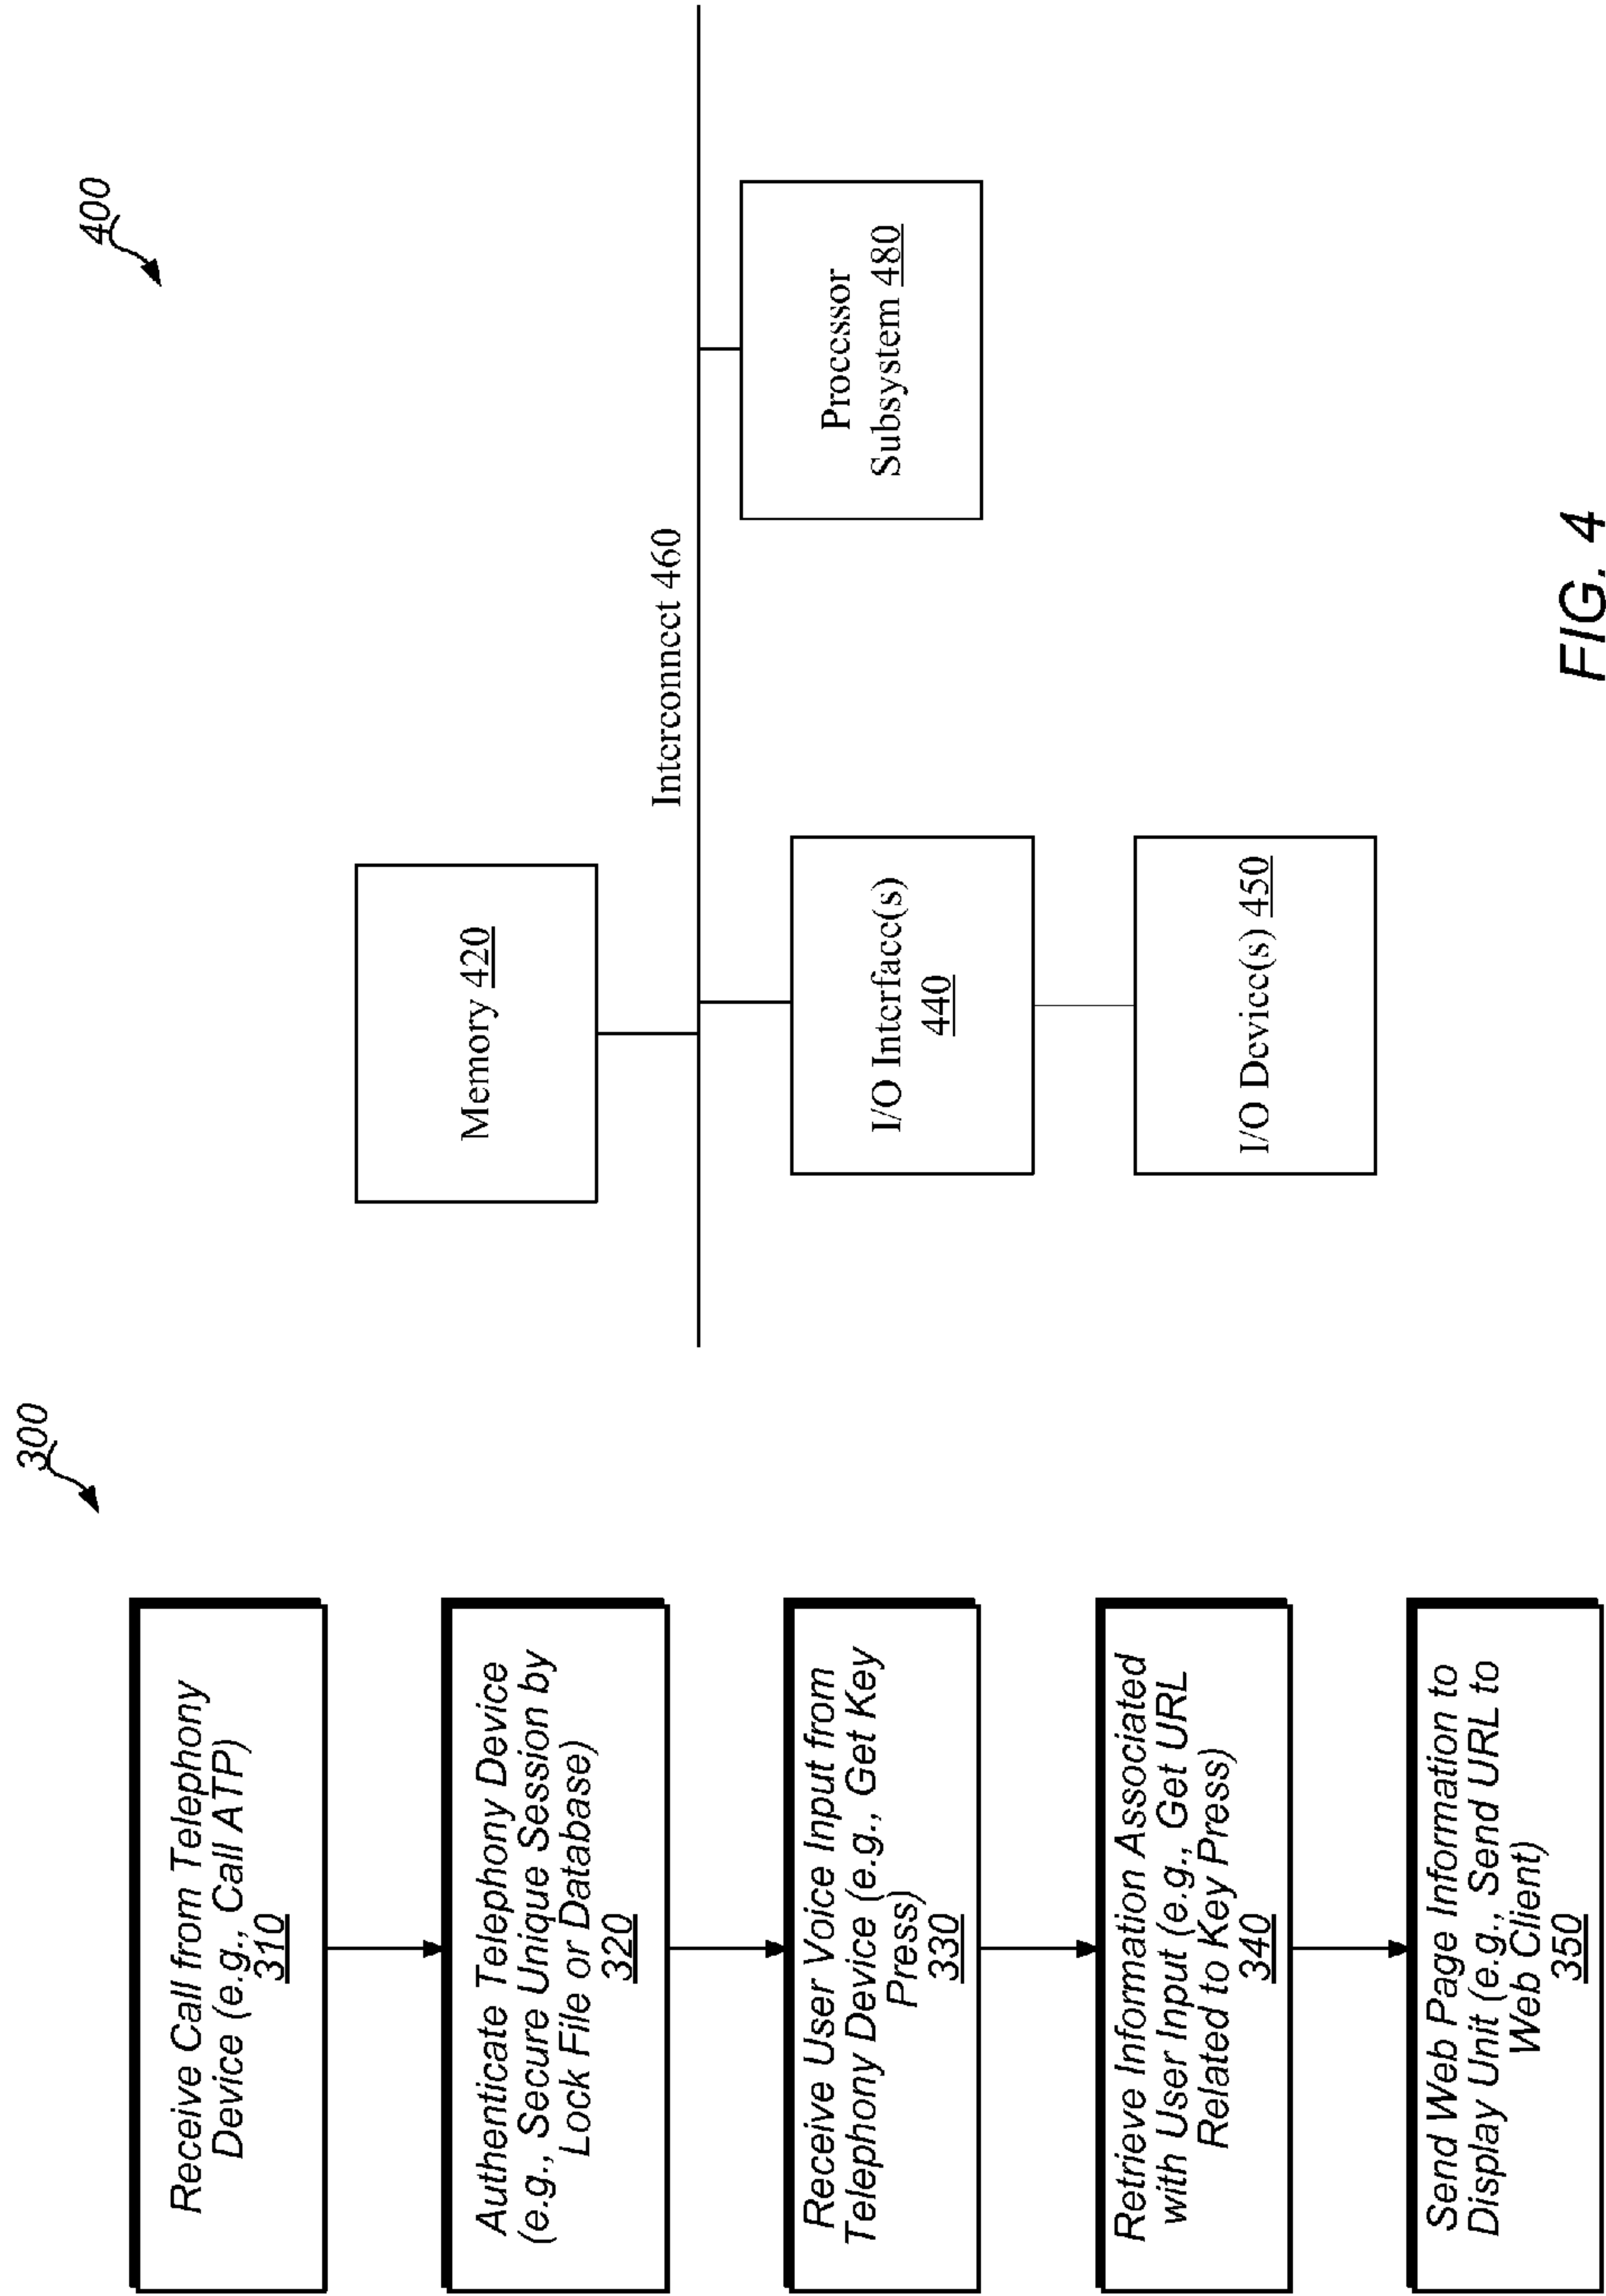 300
Receive Call from Telephony
Device (e.g., Call ATP)
310
Authenticate Telephony Device
(e.g., Secure Unique Session by
Lock File or Database)
320
Receive User Voice Input from
Telephony Device (e.g., Get Key
Press)
330
Retrieve Information Associated
with User Input (e.g., Get URL
Related to Key Press)
340
Send Web Page Information to
Display Unit (e.g., Send URL to
Web Client)
350
400
Memory 420
Interconnect 460
I/O Interface(s)
440
Processor
Subsystem 480
I/O Device(s) 450
FIG. 4